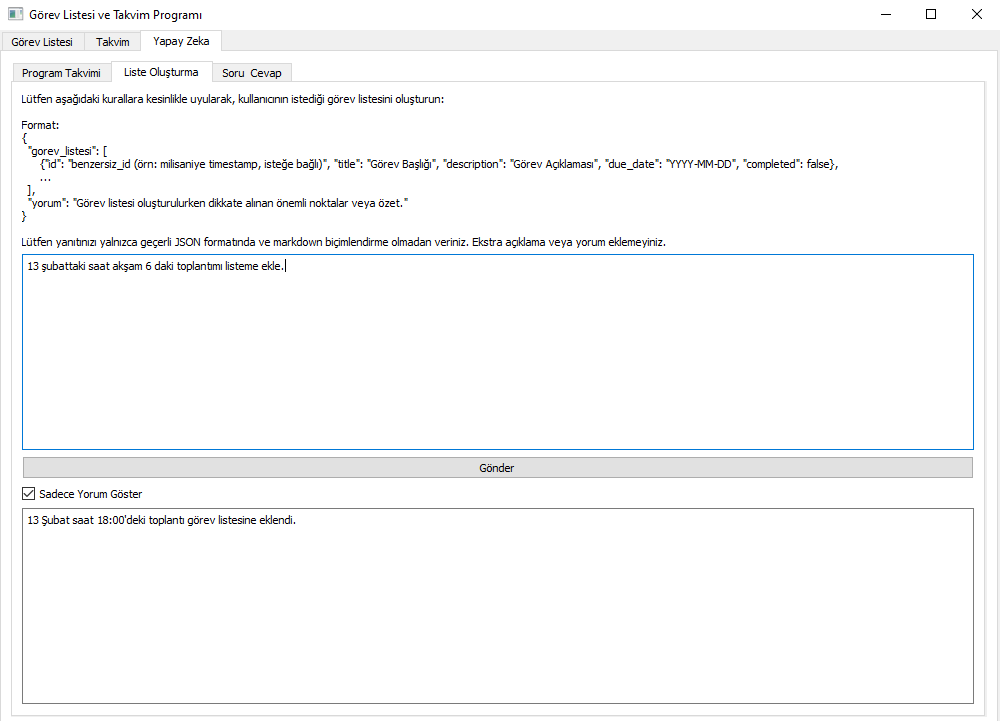 Görev Listesi ve Takvim Programı
Görev Listesi Takvim Yapay Zeka
Program Takvimi Liste Oluşturma Soru Cevap
Lütfen aşağıdaki kurallara kesinlikle uyularak, kullanıcının istediği görev listesini oluşturun:
Format:
{
"gorev_listesi": [
{"id": "benzersiz_id (örn: milisaniye timestamp, isteğe bağlı)", "title": "Görev Başlığı", "description": "Görev Açıklaması", "due_date": "YYYY-MM-DD", "completed": false},
...
],
"yorum": "Görev listesi oluşturulurken dikkate alınan önemli noktalar veya özet."
}
Lütfen yanıtınızı yalnızca geçerli JSON formatında ve markdown biçimlendirme olmadan veriniz. Ekstra açıklama veya yorum eklemeyiniz.
13 şubattaki saat akşam 6 daki toplantımı listeme ekle.
Gönder
Sadece Yorum Göster
13 Şubat saat 18:00'deki toplantı görev listesine eklendi.